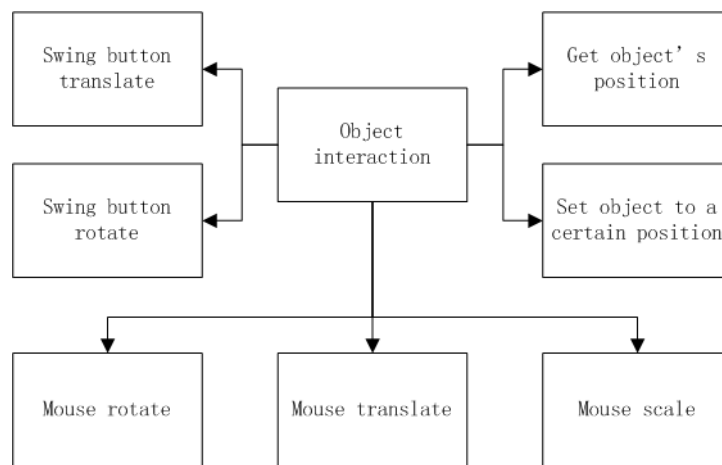 Swing button
translate
Get object's
position
Object
interaction
Swing button
rotate
Set object to a
certain position
Mouse rotate
Mouse translate
Mouse scale